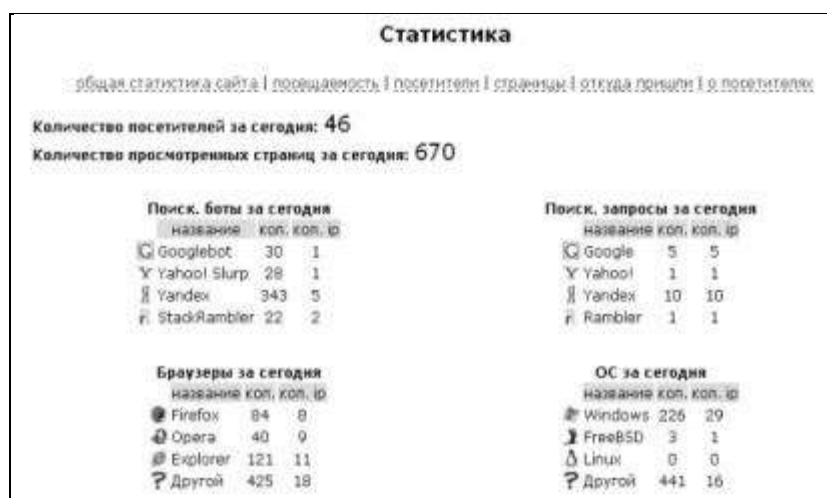 Статистика
общая статистика сайта | посещаемость | посетители | страницы | откуда пришли | о посетителях
Количество посетителей за сегодня: 46
Количество просмотренных страниц за сегодня: 670
Поиск. боты за сегодня
название кол. кол. ip
Googlebot 30 1
Yahoo! Slurp 28 1
Yandex 343 5
StackRambler 22 2
Поиск. запросы за сегодня
название кол. кол. ip
Google 5 5
Yahoo! 1 1
Yandex 10 10
Rambler 1 1
Браузеры за сегодня
название кол. кол. ip
Firefox 84 8
Opera 40 9
Explorer 121 11
? Другой 425 18
ОС за сегодня
название кол. кол. ip
Windows 226 29
FreeBSD 3 1
Linux 0 0
? Другой 441 16